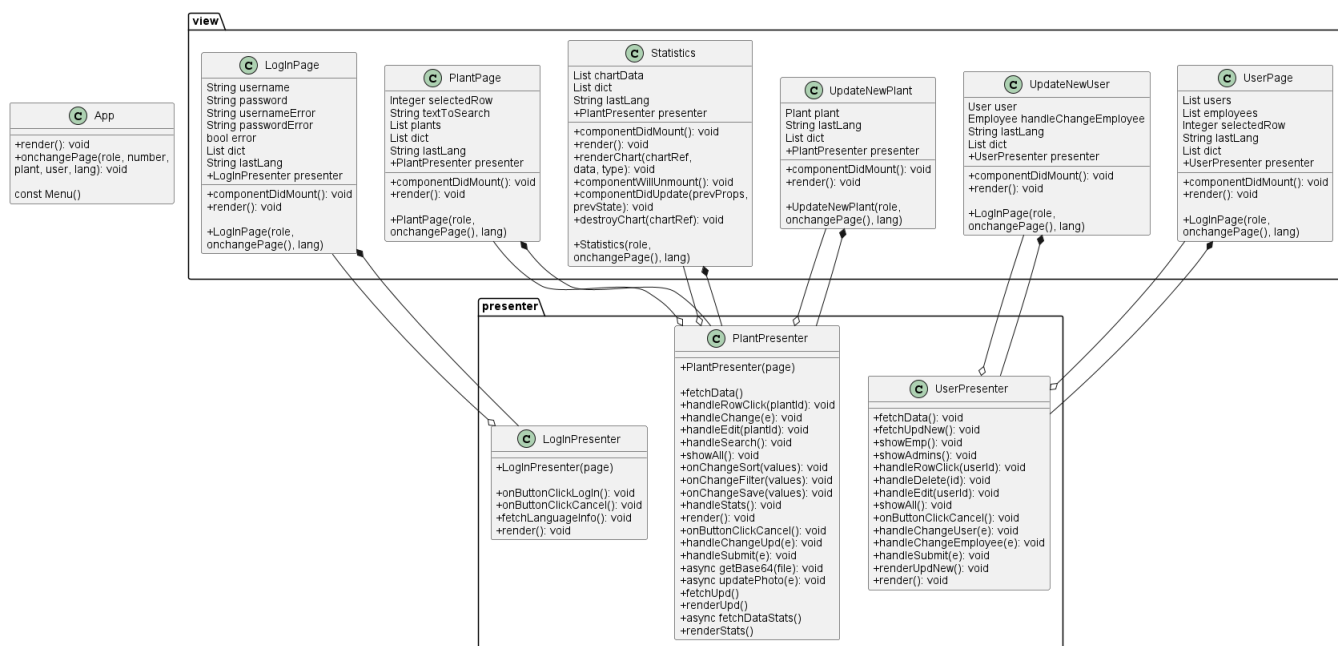 view
C App
+render(): void
+onchangePage(role, number,
plant, user, lang): void
const Menu()
C LogInPage
String username
String password
String usernameError
String passwordError
bool error
List dict
String lastLang
+LogInPresenter presenter
+componentDidMount(): void
+render(): void
+LogInPage(role,
onchangePage(), lang)
C PlantPage
Integer selectedRow
String textToSearch
List plants
List dict
String lastLang
+PlantPresenter presenter
+componentDidMount(): void
+render(): void
+PlantPage(role,
onchangePage(), lang)
C Statistics
List chartData
List dict
String lastLang
+PlantPresenter presenter
+componentDidMount(): void
+render(): void
+renderChart(chartRef,
data, type): void
+componentWillUnmount(): void
+componentDidUpdate(prevProps,
prevState): void
+destroyChart(chartRef): void
+Statistics(role,
onchangePage(), lang)
C UpdateNewPlant
Plant plant
String lastLang
List dict
+PlantPresenter presenter
+componentDidMount(): void
+render(): void
+UpdateNewPlant(role,
onchangePage(), lang)
C UpdateNewUser
User user
Employee handleChangeEmployee
String lastLang
List dict
+UserPresenter presenter
+componentDidMount(): void
+render(): void
+LogInPage(role,
onchangePage(), lang)
C UserPage
List users
List employees
Integer selectedRow
String lastLang
List dict
+UserPresenter presenter
+componentDidMount(): void
+render(): void
+LogInPage(role,
onchangePage(), lang)
presenter
C LogInPresenter
+LogInPresenter(page)
+onButtonClickLogIn(): void
+onButtonClickCancel(): void
+fetchLanguageInfo(): void
+render(): void
C PlantPresenter
+PlantPresenter(page)
+fetchData()
+handleRowClick(plantId): void
+handleChange(e): void
+handleEdit(plantId): void
+handleSearch(): void
+showAll(): void
+onChangeSort(values): void
+onChangeFilter(values): void
+onChangeSave(values): void
+handleStats(): void
+render(): void
+onButtonClickCancel(): void
+handleChangeUpd(e): void
+handleSubmit(e): void
+async getBase64(file): void
+async updatePhoto(e): void
+fetchUpd()
+renderUpd()
+async fetchDataStats()
+renderStats()
C UserPresenter
+fetchData(): void
+fetchUpdNew(): void
+showEmp(): void
+showAdmins(): void
+handleRowClick(userId): void
+handleDelete(id): void
+handleEdit(userId): void
+showAll(): void
+onButtonClickCancel(): void
+handleChangeUser(e): void
+handleChangeEmployee(e): void
+handleSubmit(e): void
+renderUpdNew(): void
+render(): void